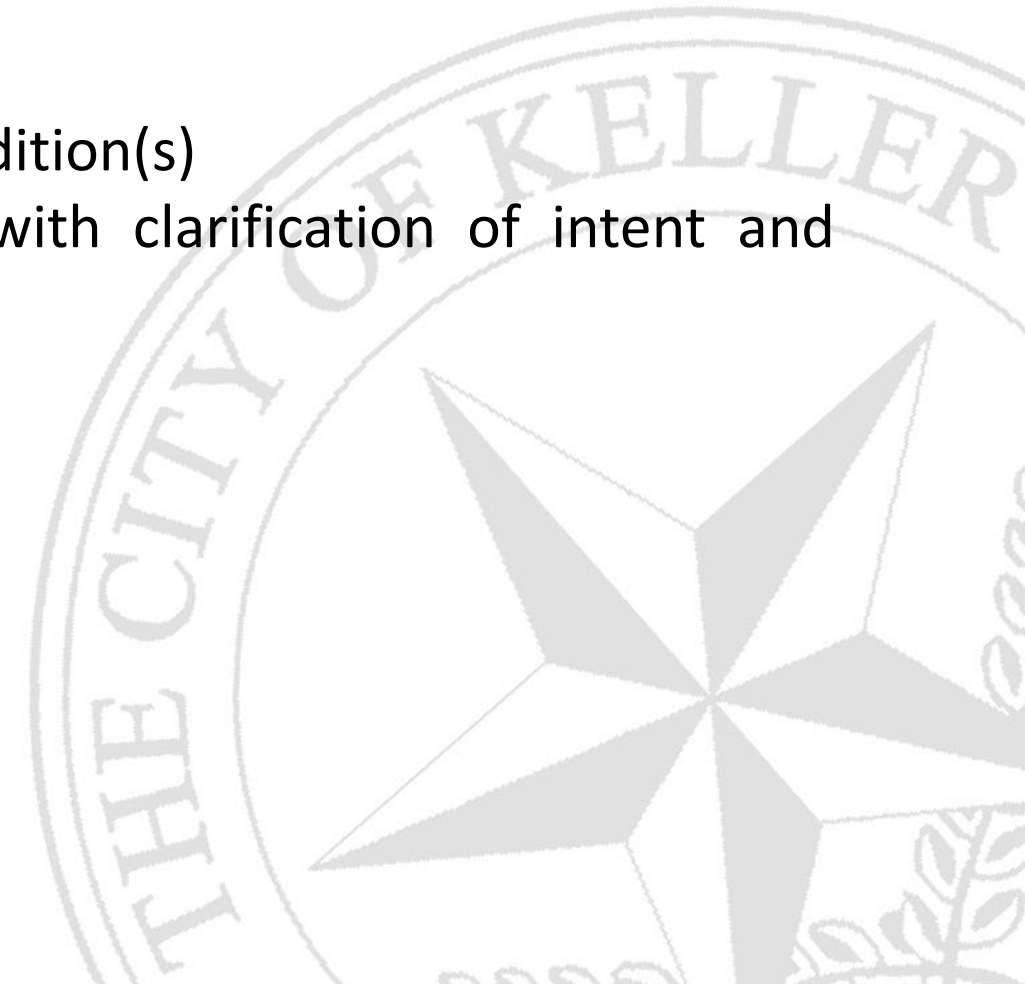 dition(s)
with clarification of intent and
THE CITY OF KELLER